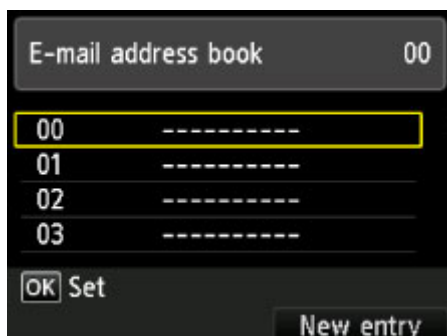 E-mail address book 00
00 ----------
01 ----------
02 ----------
03 ----------
OK Set
New entry